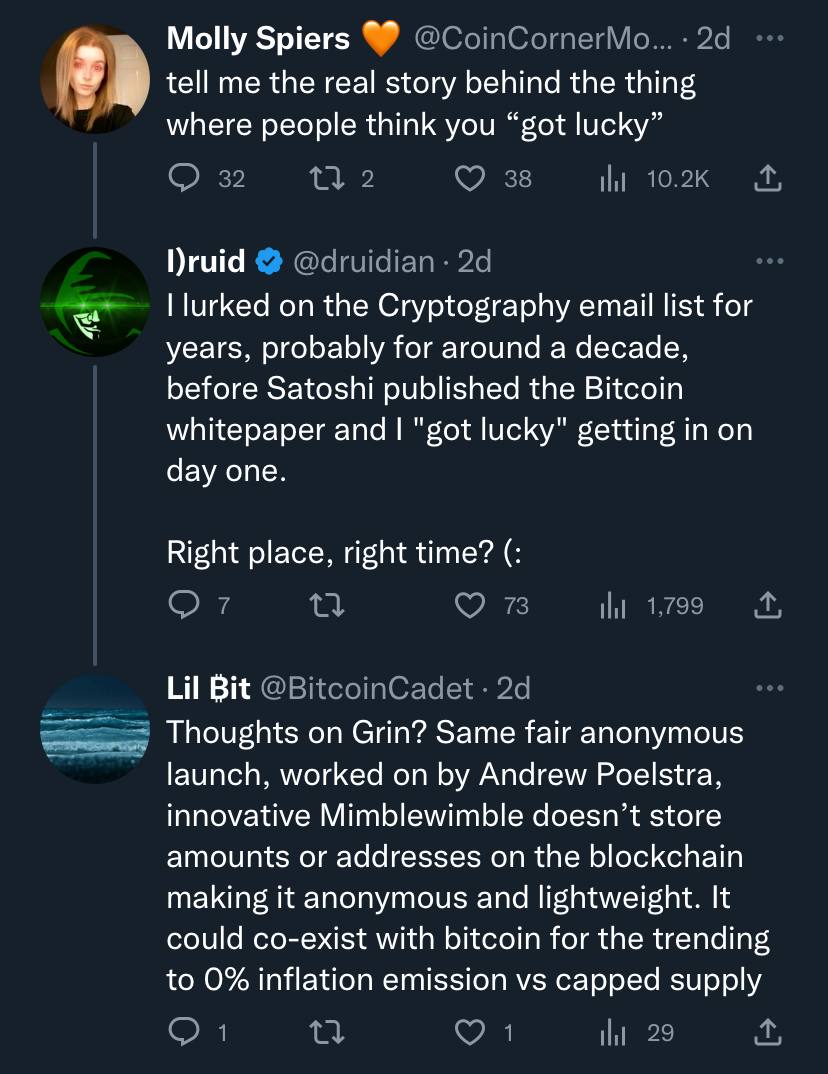 Molly Spiers 🧡 @CoinCornerMo... · 2d
tell me the real story behind the thing
where people think you “got lucky”
32 2 38 10.2K
I)ruid @druidian · 2d
I lurked on the Cryptography email list for
years, probably for around a decade,
before Satoshi published the Bitcoin
whitepaper and I "got lucky" getting in on
day one.
Right place, right time? (:
7 73 1,799
Lil ₿it @BitcoinCadet · 2d
Thoughts on Grin? Same fair anonymous
launch, worked on by Andrew Poelstra,
innovative Mimblewimble doesn’t store
amounts or addresses on the blockchain
making it anonymous and lightweight. It
could co-exist with bitcoin for the trending
to 0% inflation emission vs capped supply
1 1 29